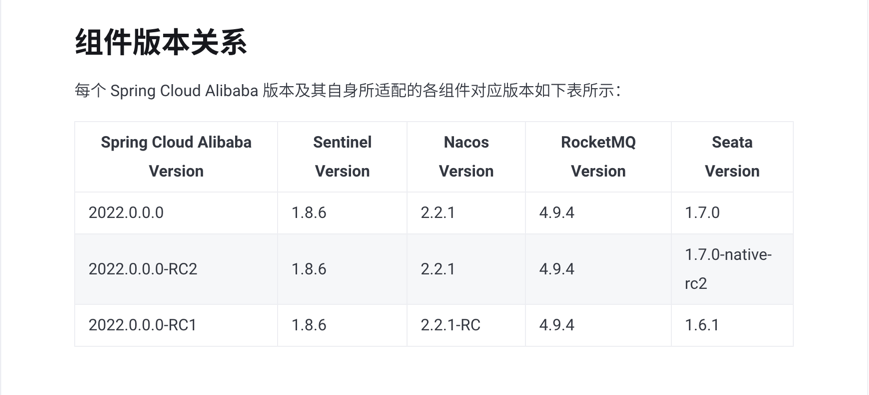 组件版本关系
每个 Spring Cloud Alibaba 版本及其自身所适配的各组件对应版本如下表所示：
Spring Cloud Alibaba Version Sentinel Version Nacos Version RocketMQ Version Seata Version
2022.0.0.0 1.8.6 2.2.1 4.9.4 1.7.0
2022.0.0.0-RC2 1.8.6 2.2.1 4.9.4 1.7.0-native-rc2
2022.0.0.0-RC1 1.8.6 2.2.1-RC 4.9.4 1.6.1